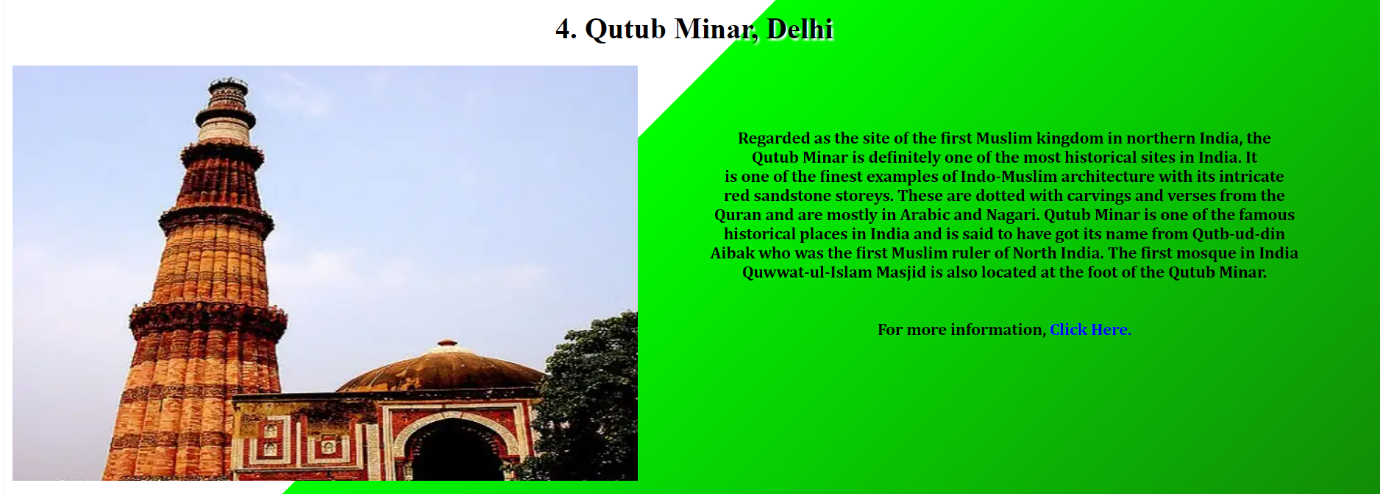 4. Qutub Minar, Delhi
Regarded as the site of the first Muslim kingdom in northern India, the
Qutub Minar is definitely one of the most historical sites in India. It
is one of the finest examples of Indo-Muslim architecture with its intricate
red sandstone storeys. These are dotted with carvings and verses from the
Quran and are mostly in Arabic and Nagari. Qutub Minar is one of the famous
historical places in India and is said to have got its name from Qutb-ud-din
Aibak who was the first Muslim ruler of North India. The first mosque in India
Quwwat-ul-Islam Masjid is also located at the foot of the Qutub Minar.
For more information, Click Here.